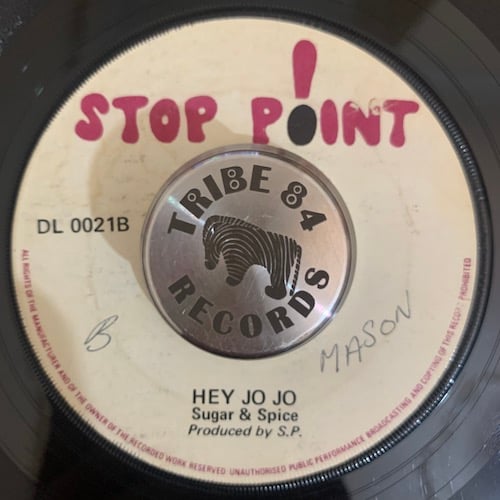 STOP POINT
DL 0021B
TRIBE 84
RECORDS
B
MASON
HEY JO JO
Sugar & Spice
Produced by S.P.
ALL RIGHTS OF THE MANUFACTURER AND OF THE OWNER OF THE RECORDED WORK RESERVED UNAUTHORISED PUBLIC PERFORMANCE BROADCASTING AND COPYING OF THIS RECORD PROHIBITED